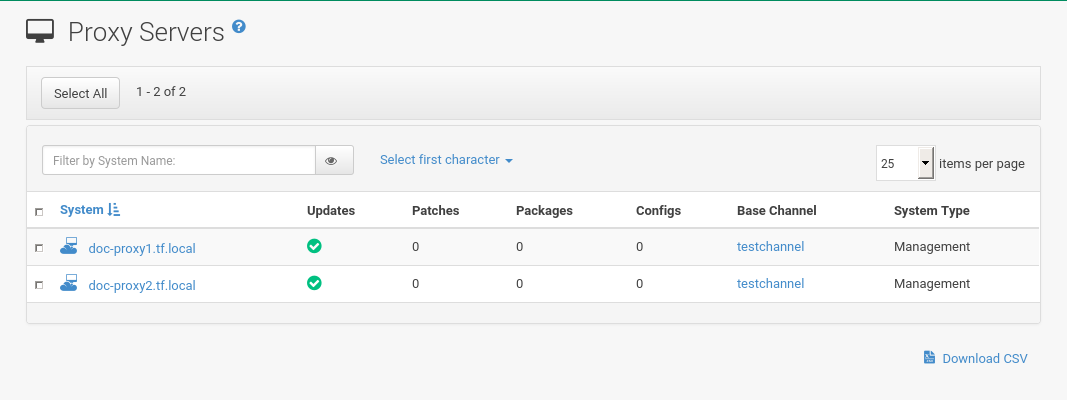 Proxy Servers ?
Select All 1 - 2 of 2
Filter by System Name: Select first character 25 items per page
System Updates Patches Packages Configs Base Channel System Type
doc-proxy1.tf.local 0 0 0 testchannel Management
doc-proxy2.tf.local 0 0 0 testchannel Management
Download CSV